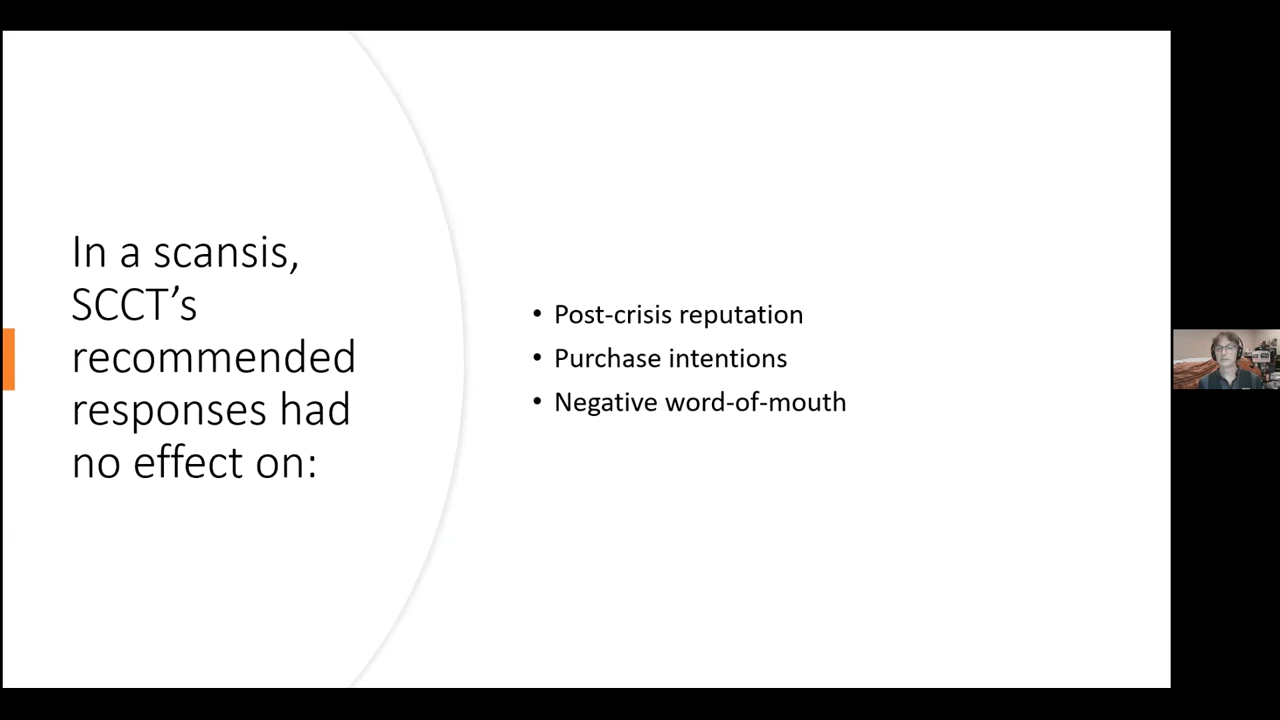 In a scansis,
SCCT’s
recommended
responses had
no effect on:
• Post-crisis reputation
• Purchase intentions
• Negative word-of-mouth